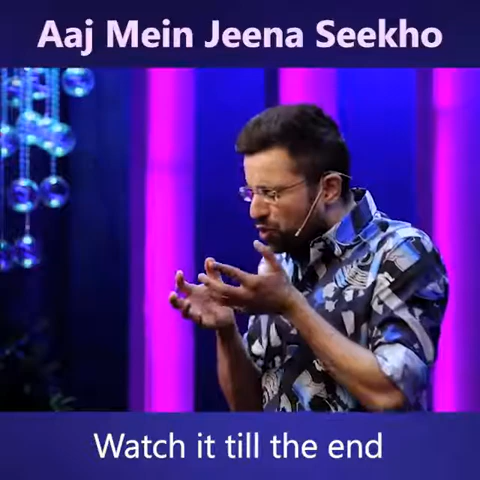 Aaj Mein Jeena Seekho
Watch it till the end